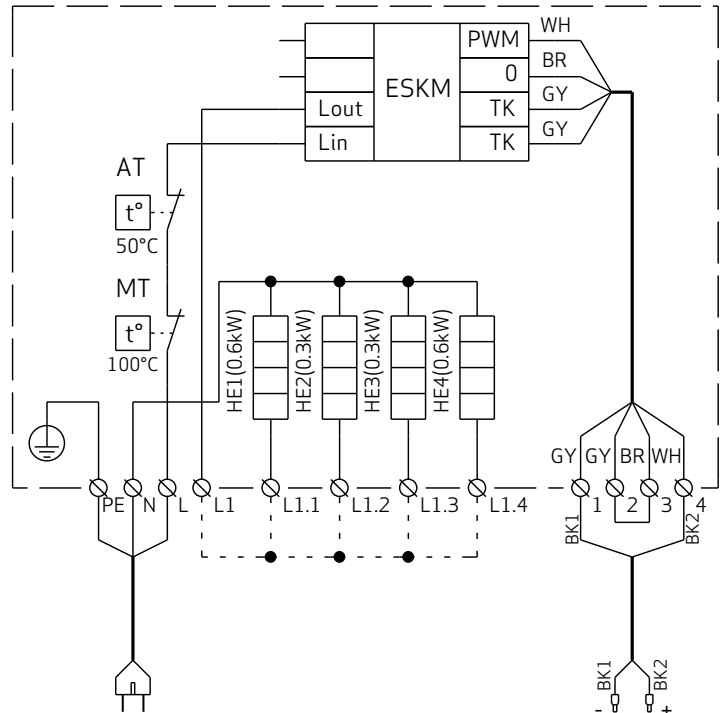 PWM WH
0 BR
ESKM
Lout TK GY
Lin TK GY
AT
t°
50°C
MT
t°
100°C
HE1(0.6kW)
HE2(0.3kW)
HE3(0.3kW)
HE4(0.6kW)
GY GY BR WH
PE N L L1 L1.1 L1.2 L1.3 L1.4 1 2 3 4
BK1 BK2
BK1 BK2
- +